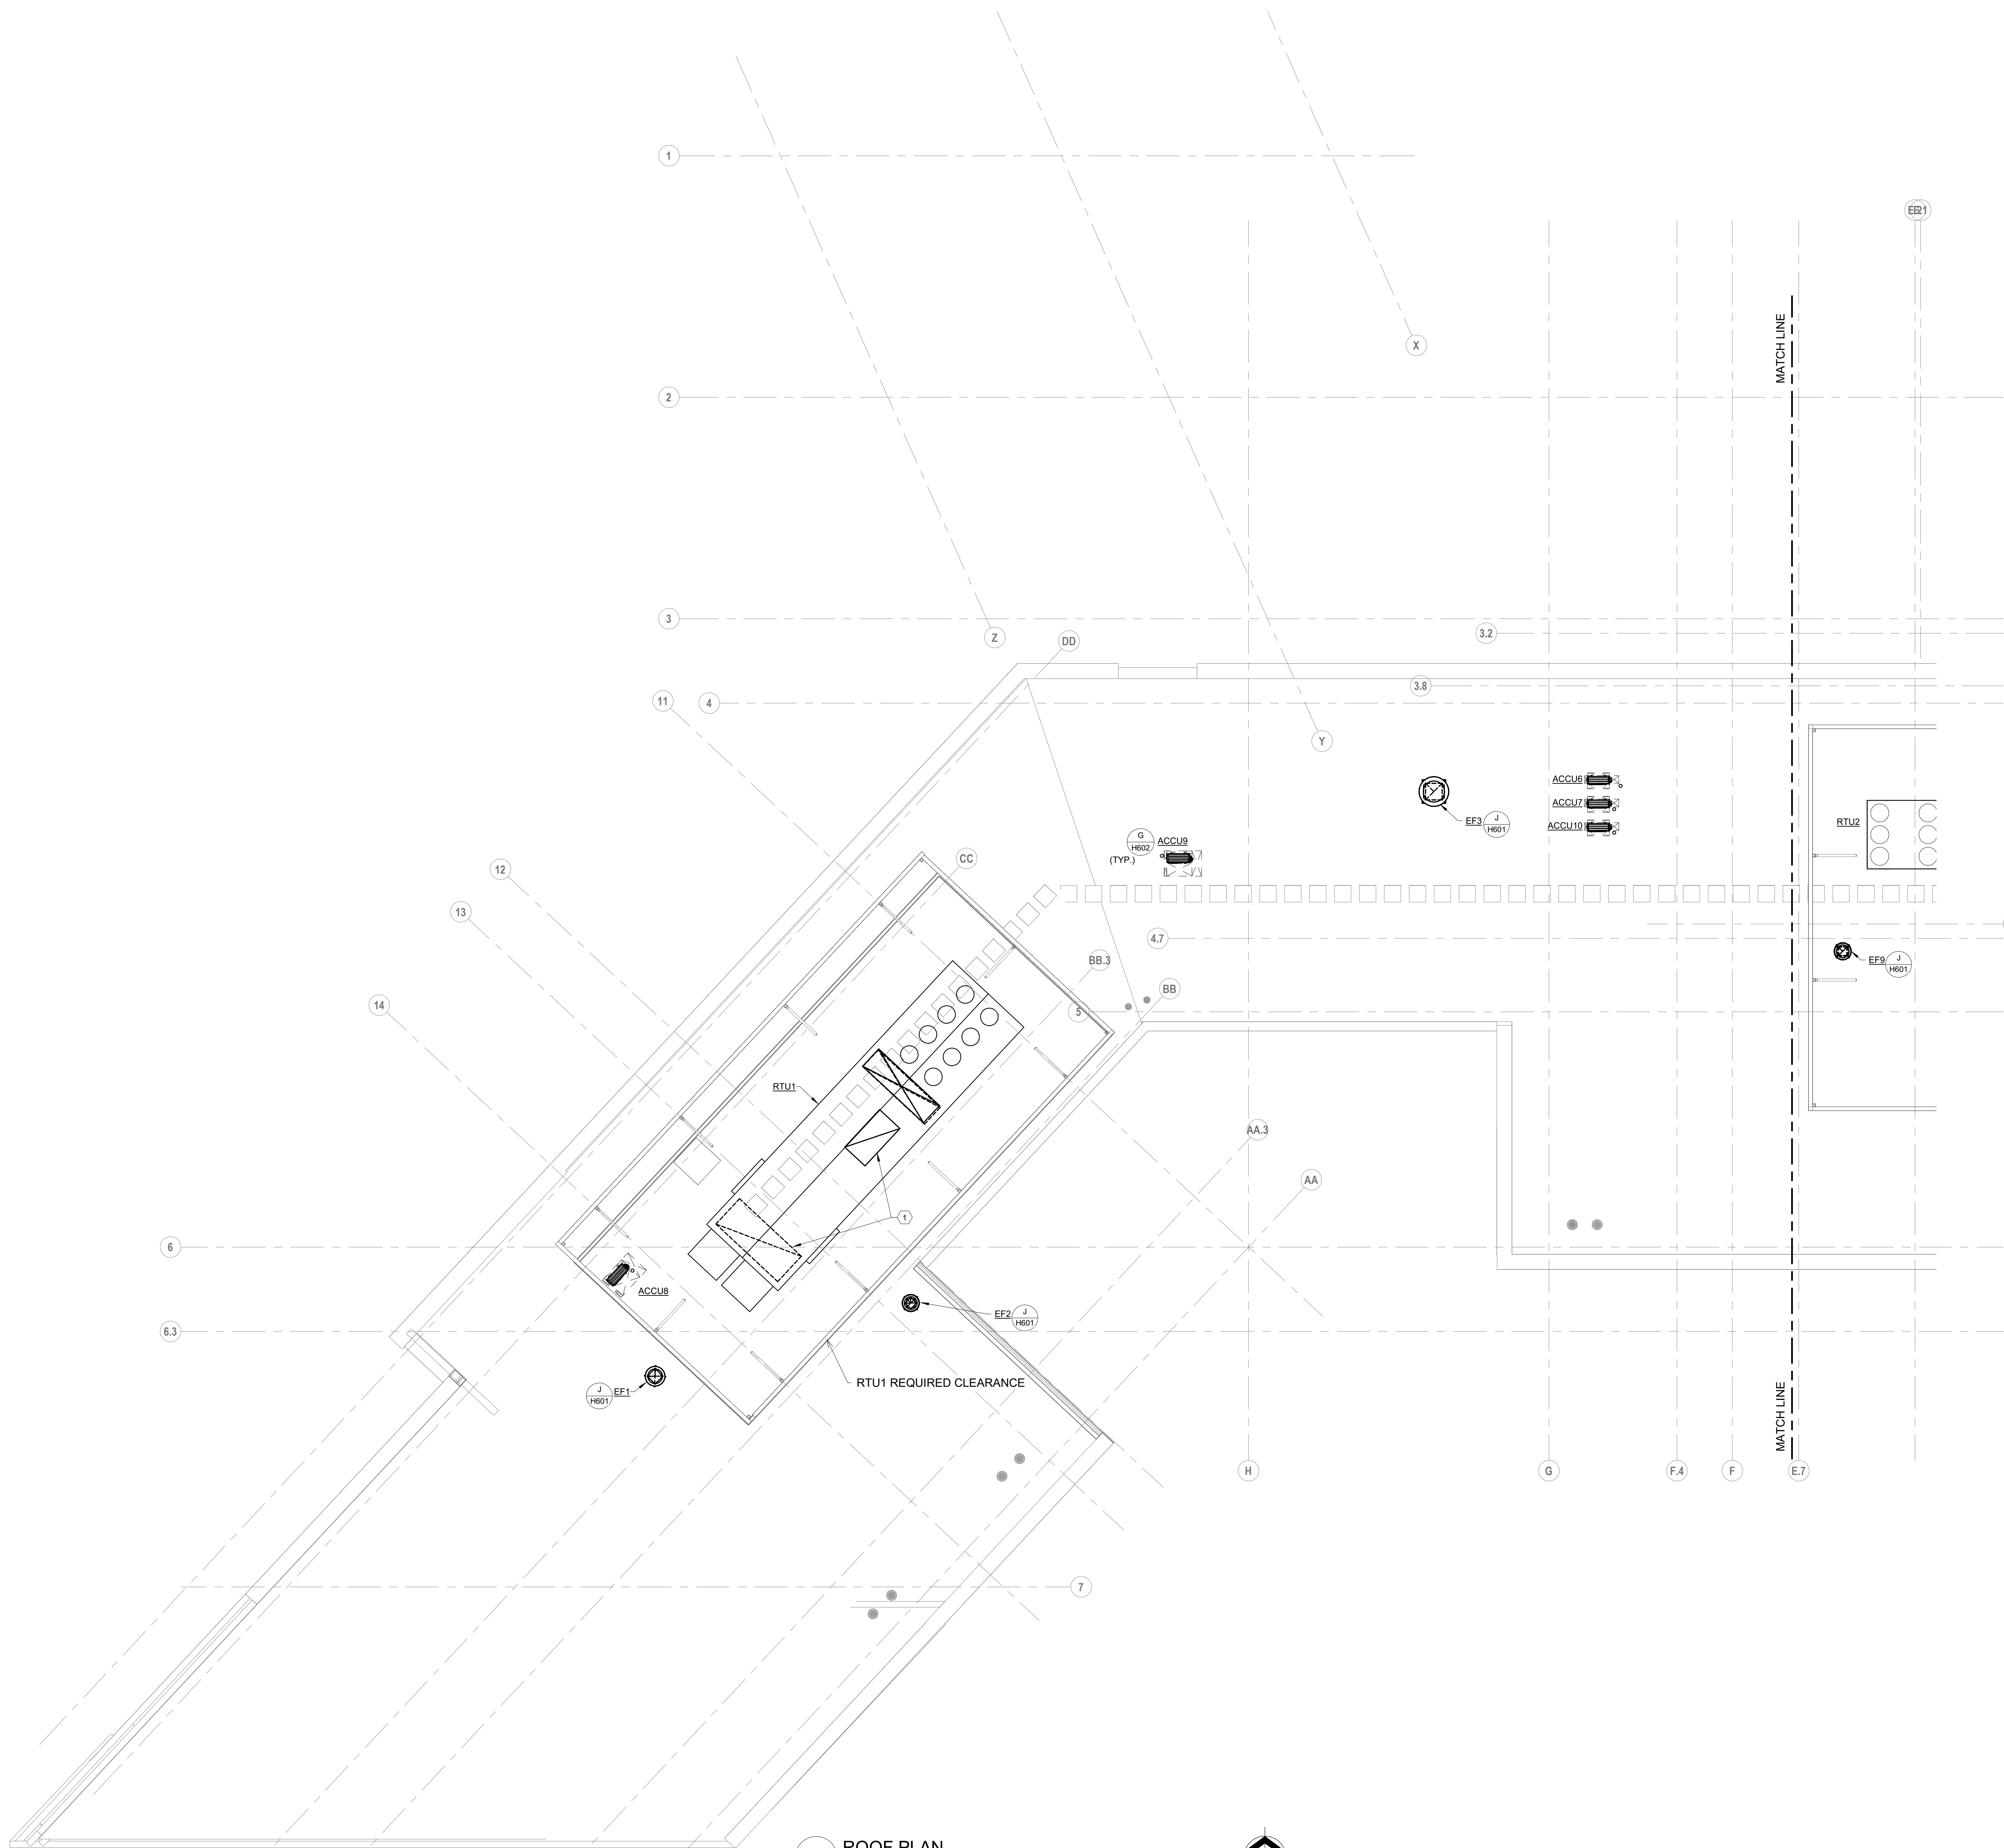 1
EE21
MATCH LINE
X
2
3
3.2
Z
DD
3.8
11
4
Y
ACCU6
ACCU7
ACCU10
EF3
J
H601
RTU2
G
H602
ACCU9
(TYP.)
12
CC
13
4.7
BB.3
EF9
J
H601
BB
14
5
RTU1
AA.3
AA
1
6
ACCU8
EF2
J
H601
6.3
RTU1 REQUIRED CLEARANCE
J
H601
EF1
MATCH LINE
H
G
F.4
F
E.7
7
ROOF PLAN